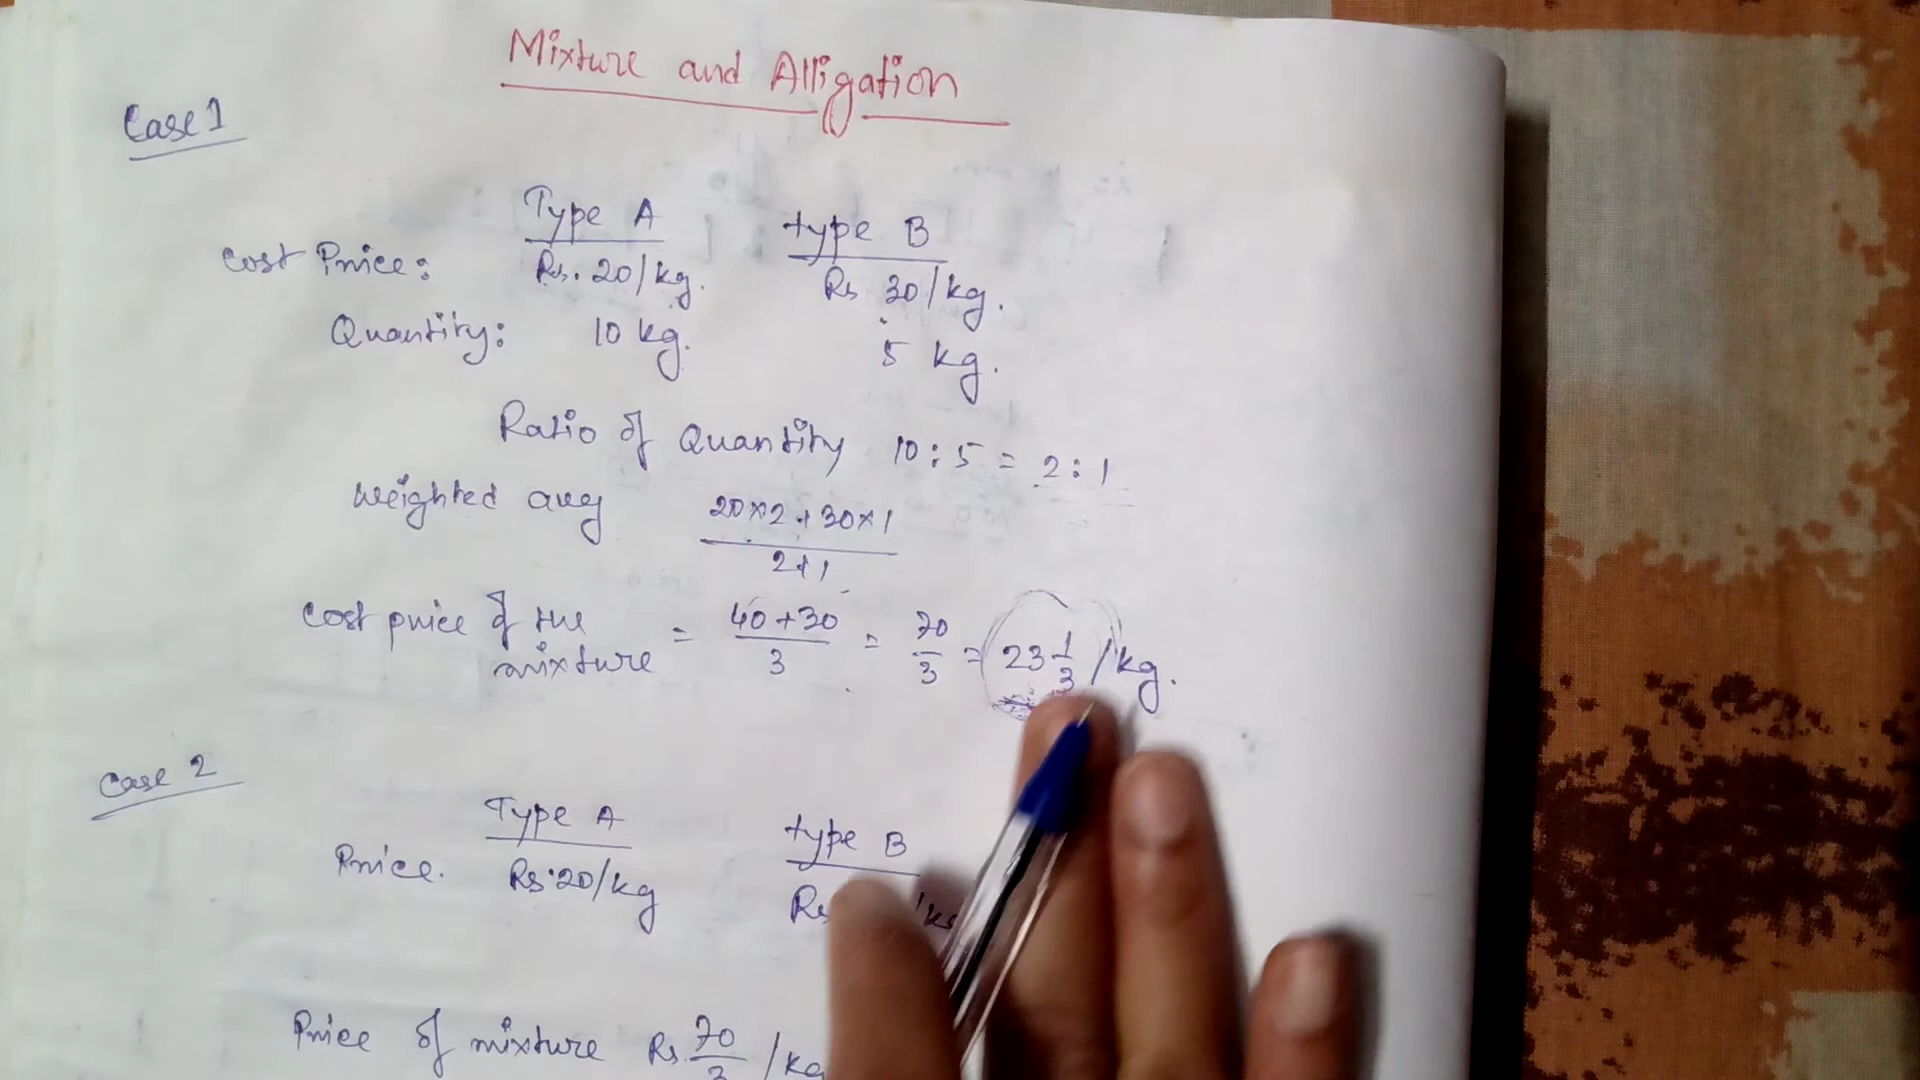 Mixture and Alligation
Case 1
Type A type B
Cost Price: Rs. 20/kg. Rs 30/kg.
Quantity: 10 kg. 5 kg.
Ratio of Quantity 10:5 = 2:1
Weighted avg 20×2+30×1
2+1
Cost price of the mixture = 40+30/3 = 70/3 = 23 1/3 /kg.
Case 2
Type A type B
Price. Rs.20/kg Rs
Price of mixture Rs 70/3 /kg